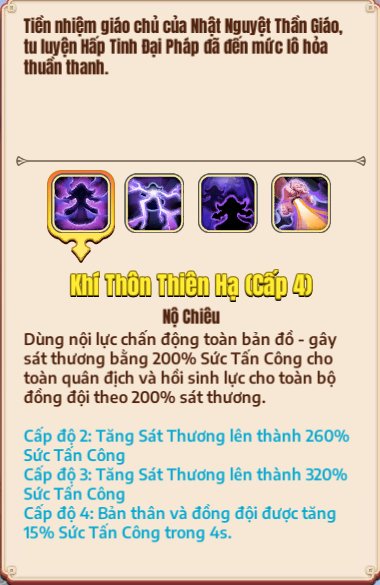 Tiền nhiệm giáo chủ của Nhật Nguyệt Thần Giáo,
tu luyện Hấp Tinh Đại Pháp đã đến mức lô hỏa
thuần thanh.
Khí Thôn Thiên Hạ (Cấp 4)
Nộ Chiêu
Dùng nội lực chấn động toàn bản đồ - gây
sát thương bằng 200% Sức Tấn Công cho
toàn quân địch và hồi sinh lực cho toàn bộ
đồng đội theo 200% sát thương.
Cấp độ 2: Tăng Sát Thương lên thành 260%
Sức Tấn Công
Cấp độ 3: Tăng Sát Thương lên thành 320%
Sức Tấn Công
Cấp độ 4: Bản thân và đồng đội được tăng
15% Sức Tấn Công trong 4s.